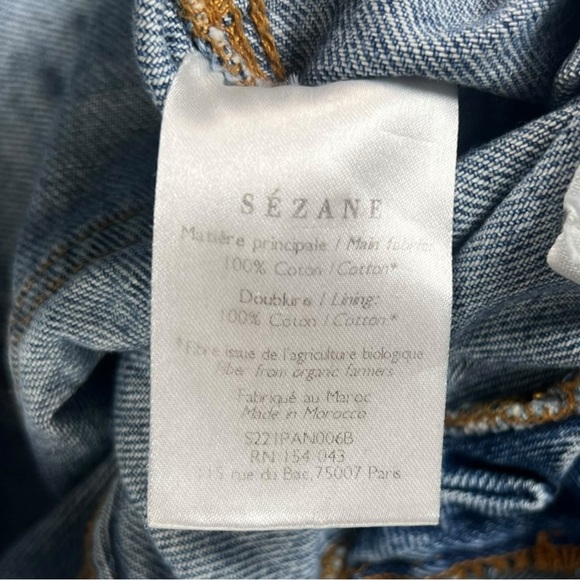 SÉZANE
Matière principale / Main fabric:
100% Coton / Cotton*
Doublure / Lining:
100% Coton / Cotton*
*Fibre issue de l'agriculture biologique
Fiber from organic farmers
Fabriqué au Maroc
Made in Morocco
S221PAN006B
RN 154 043
115 rue du Bac, 75007 Paris